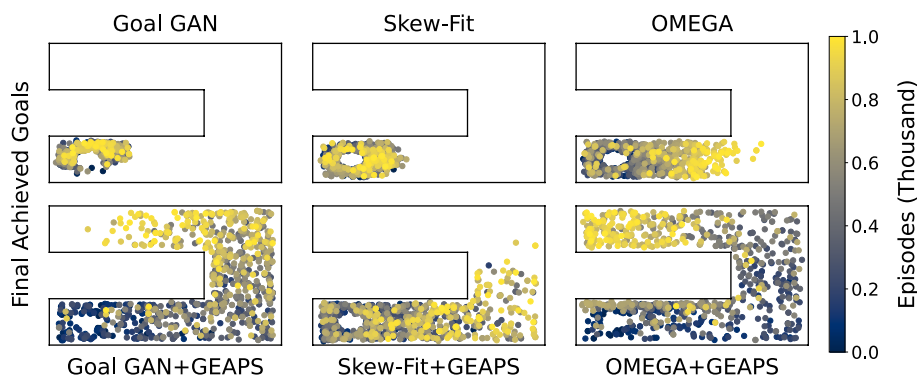 Goal GAN
Skew-Fit
OMEGA
Final Achieved Goals
Goal GAN+GEAPS
Skew-Fit+GEAPS
OMEGA+GEAPS
1.0
0.8
0.6
0.4
0.2
0.0
Episodes (Thousand)